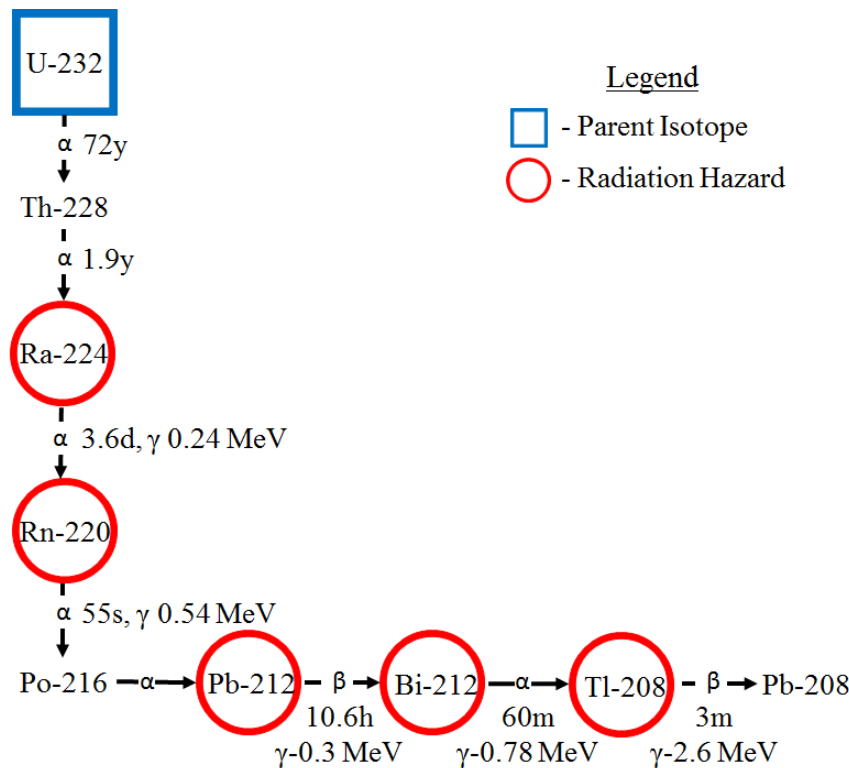 U-232
Legend
- Parent Isotope
α 72y
- Radiation Hazard
Th-228
α 1.9y
Ra-224
α 3.6d, γ 0.24 MeV
Rn-220
α 55s, γ 0.54 MeV
Po-216 α Pb-212 β Bi-212 α Tl-208 β Pb-208
10.6h 60m 3m
γ-0.3 MeV γ-0.78 MeV γ-2.6 MeV